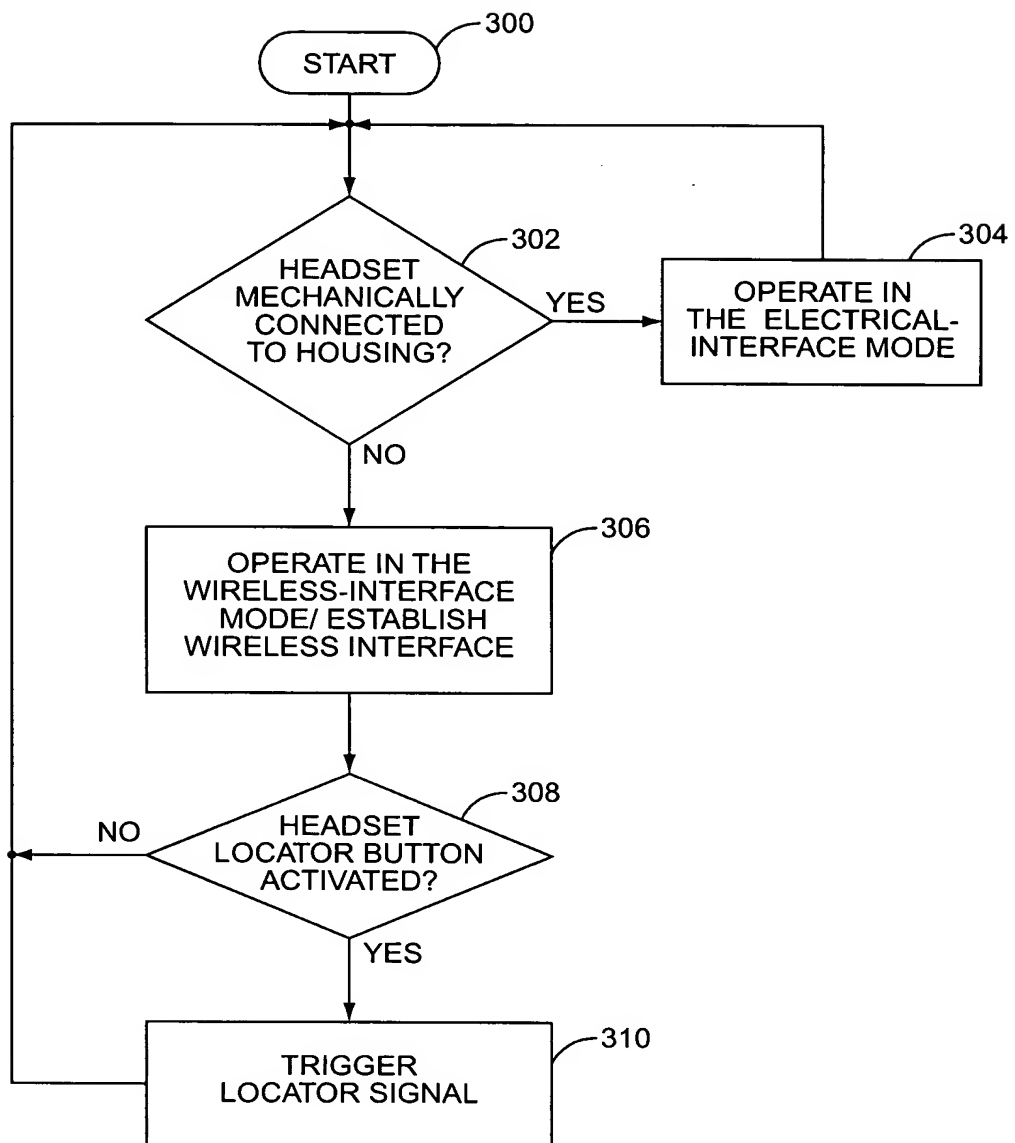 300
START
302
HEADSET
MECHANICALLY
CONNECTED
TO HOUSING?
YES
304
OPERATE IN
THE ELECTRICAL-
INTERFACE MODE
NO
306
OPERATE IN THE
WIRELESS-INTERFACE
MODE/ ESTABLISH
WIRELESS INTERFACE
308
NO
HEADSET
LOCATOR BUTTON
ACTIVATED?
YES
310
TRIGGER
LOCATOR SIGNAL